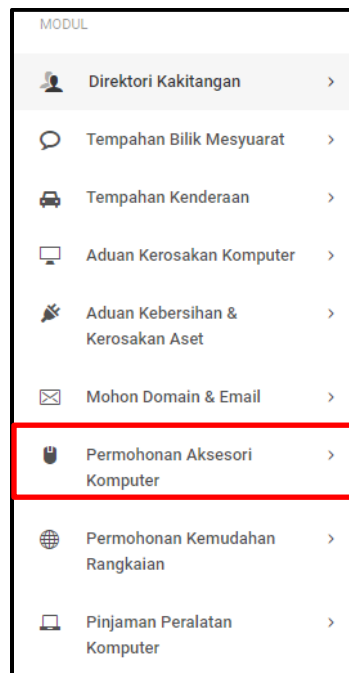 MODUL
Direktori Kakitangan
Tempahan Bilik Mesyuarat
Tempahan Kenderaan
Aduan Kerosakan Komputer
Aduan Kebersihan &
Kerosakan Aset
Mohon Domain & Email
Permohonan Aksesori
Komputer
Permohonan Kemudahan
Rangkaian
Pinjaman Peralatan
Komputer